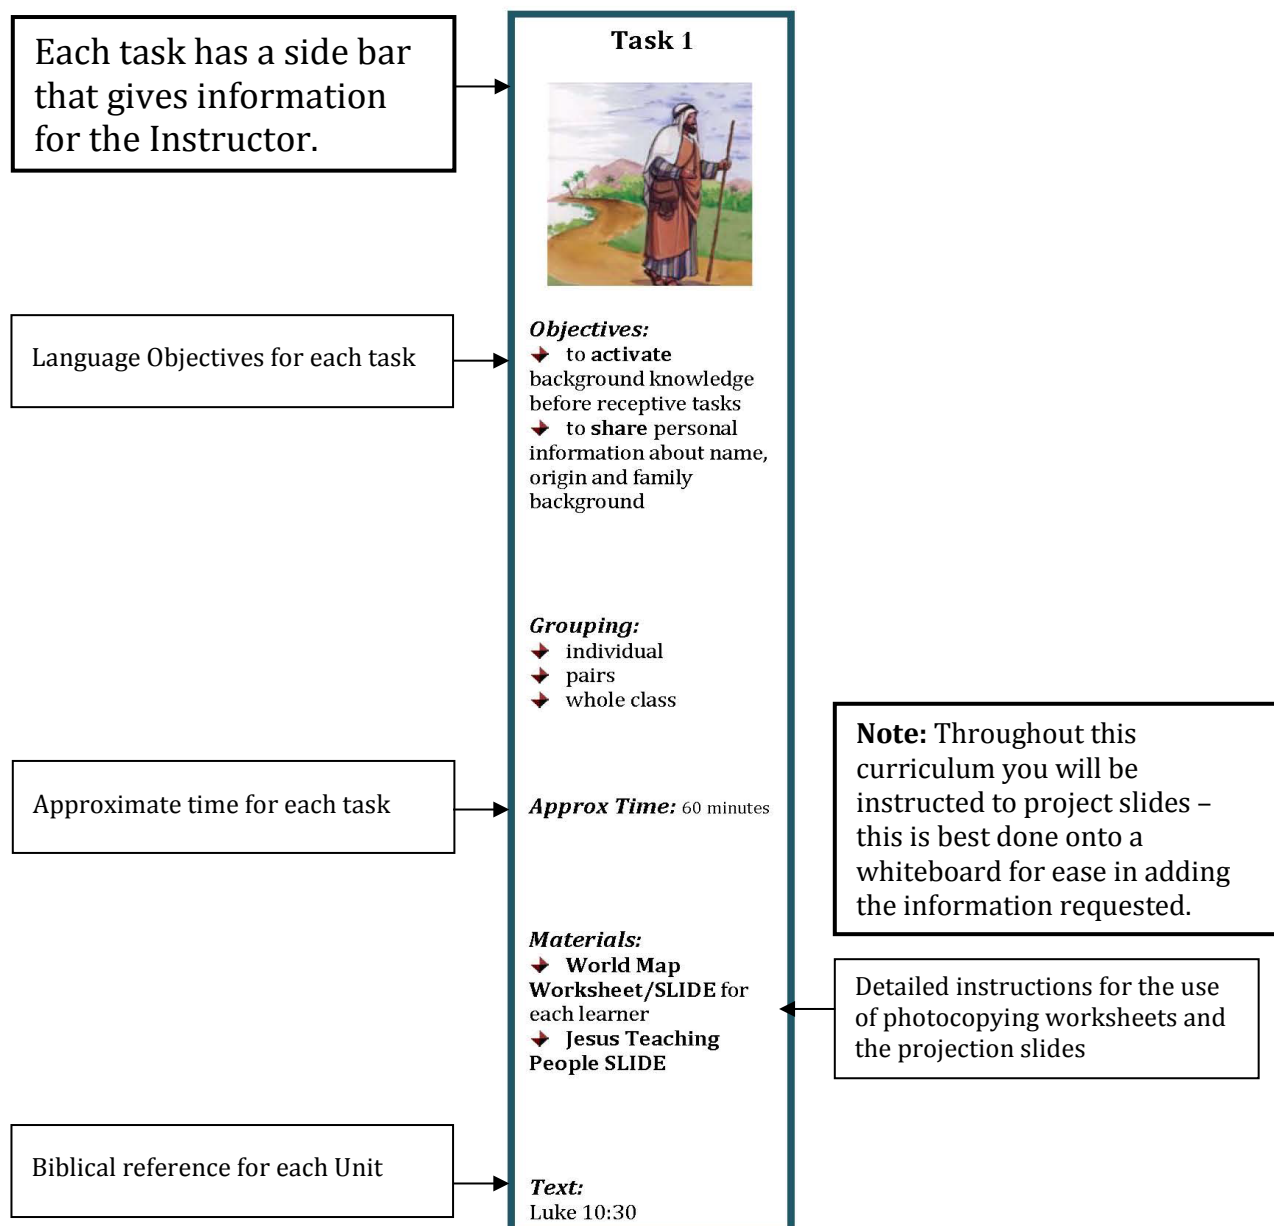 Each task has a side bar
that gives information
for the Instructor.
Task 1
Language Objectives for each task
Objectives:
to activate
background knowledge
before receptive tasks
to share personal
information about name,
origin and family
background
Grouping:
individual
pairs
whole class
Approximate time for each task
Approx Time: 60 minutes
Note: Throughout this
curriculum you will be
instructed to project slides –
this is best done onto a
whiteboard for ease in adding
the information requested.
Materials:
World Map
Worksheet/SLIDE for
each learner
Jesus Teaching
People SLIDE
Detailed instructions for the use
of photocopying worksheets and
the projection slides
Biblical reference for each Unit
Text:
Luke 10:30